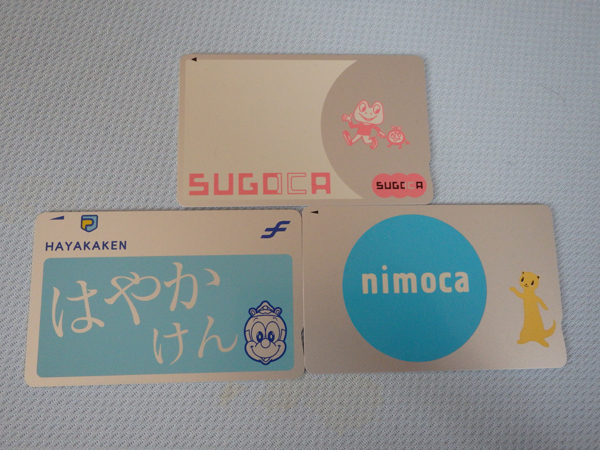 SUGOCA
SUGOCA
HAYAKAKEN
はやか
けん
nimoca